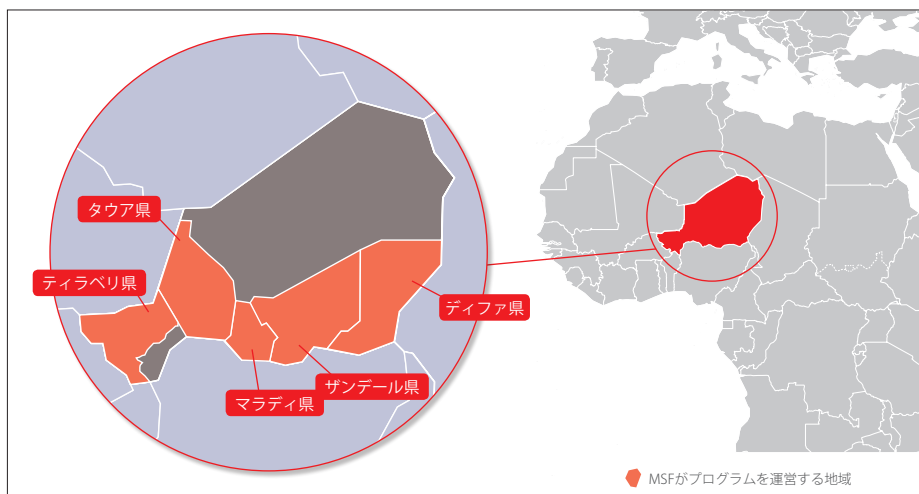 タウア県
ティラベリ県
ディファ県
ザンデール県
マラディ県
MSFがプログラムを運営する地域